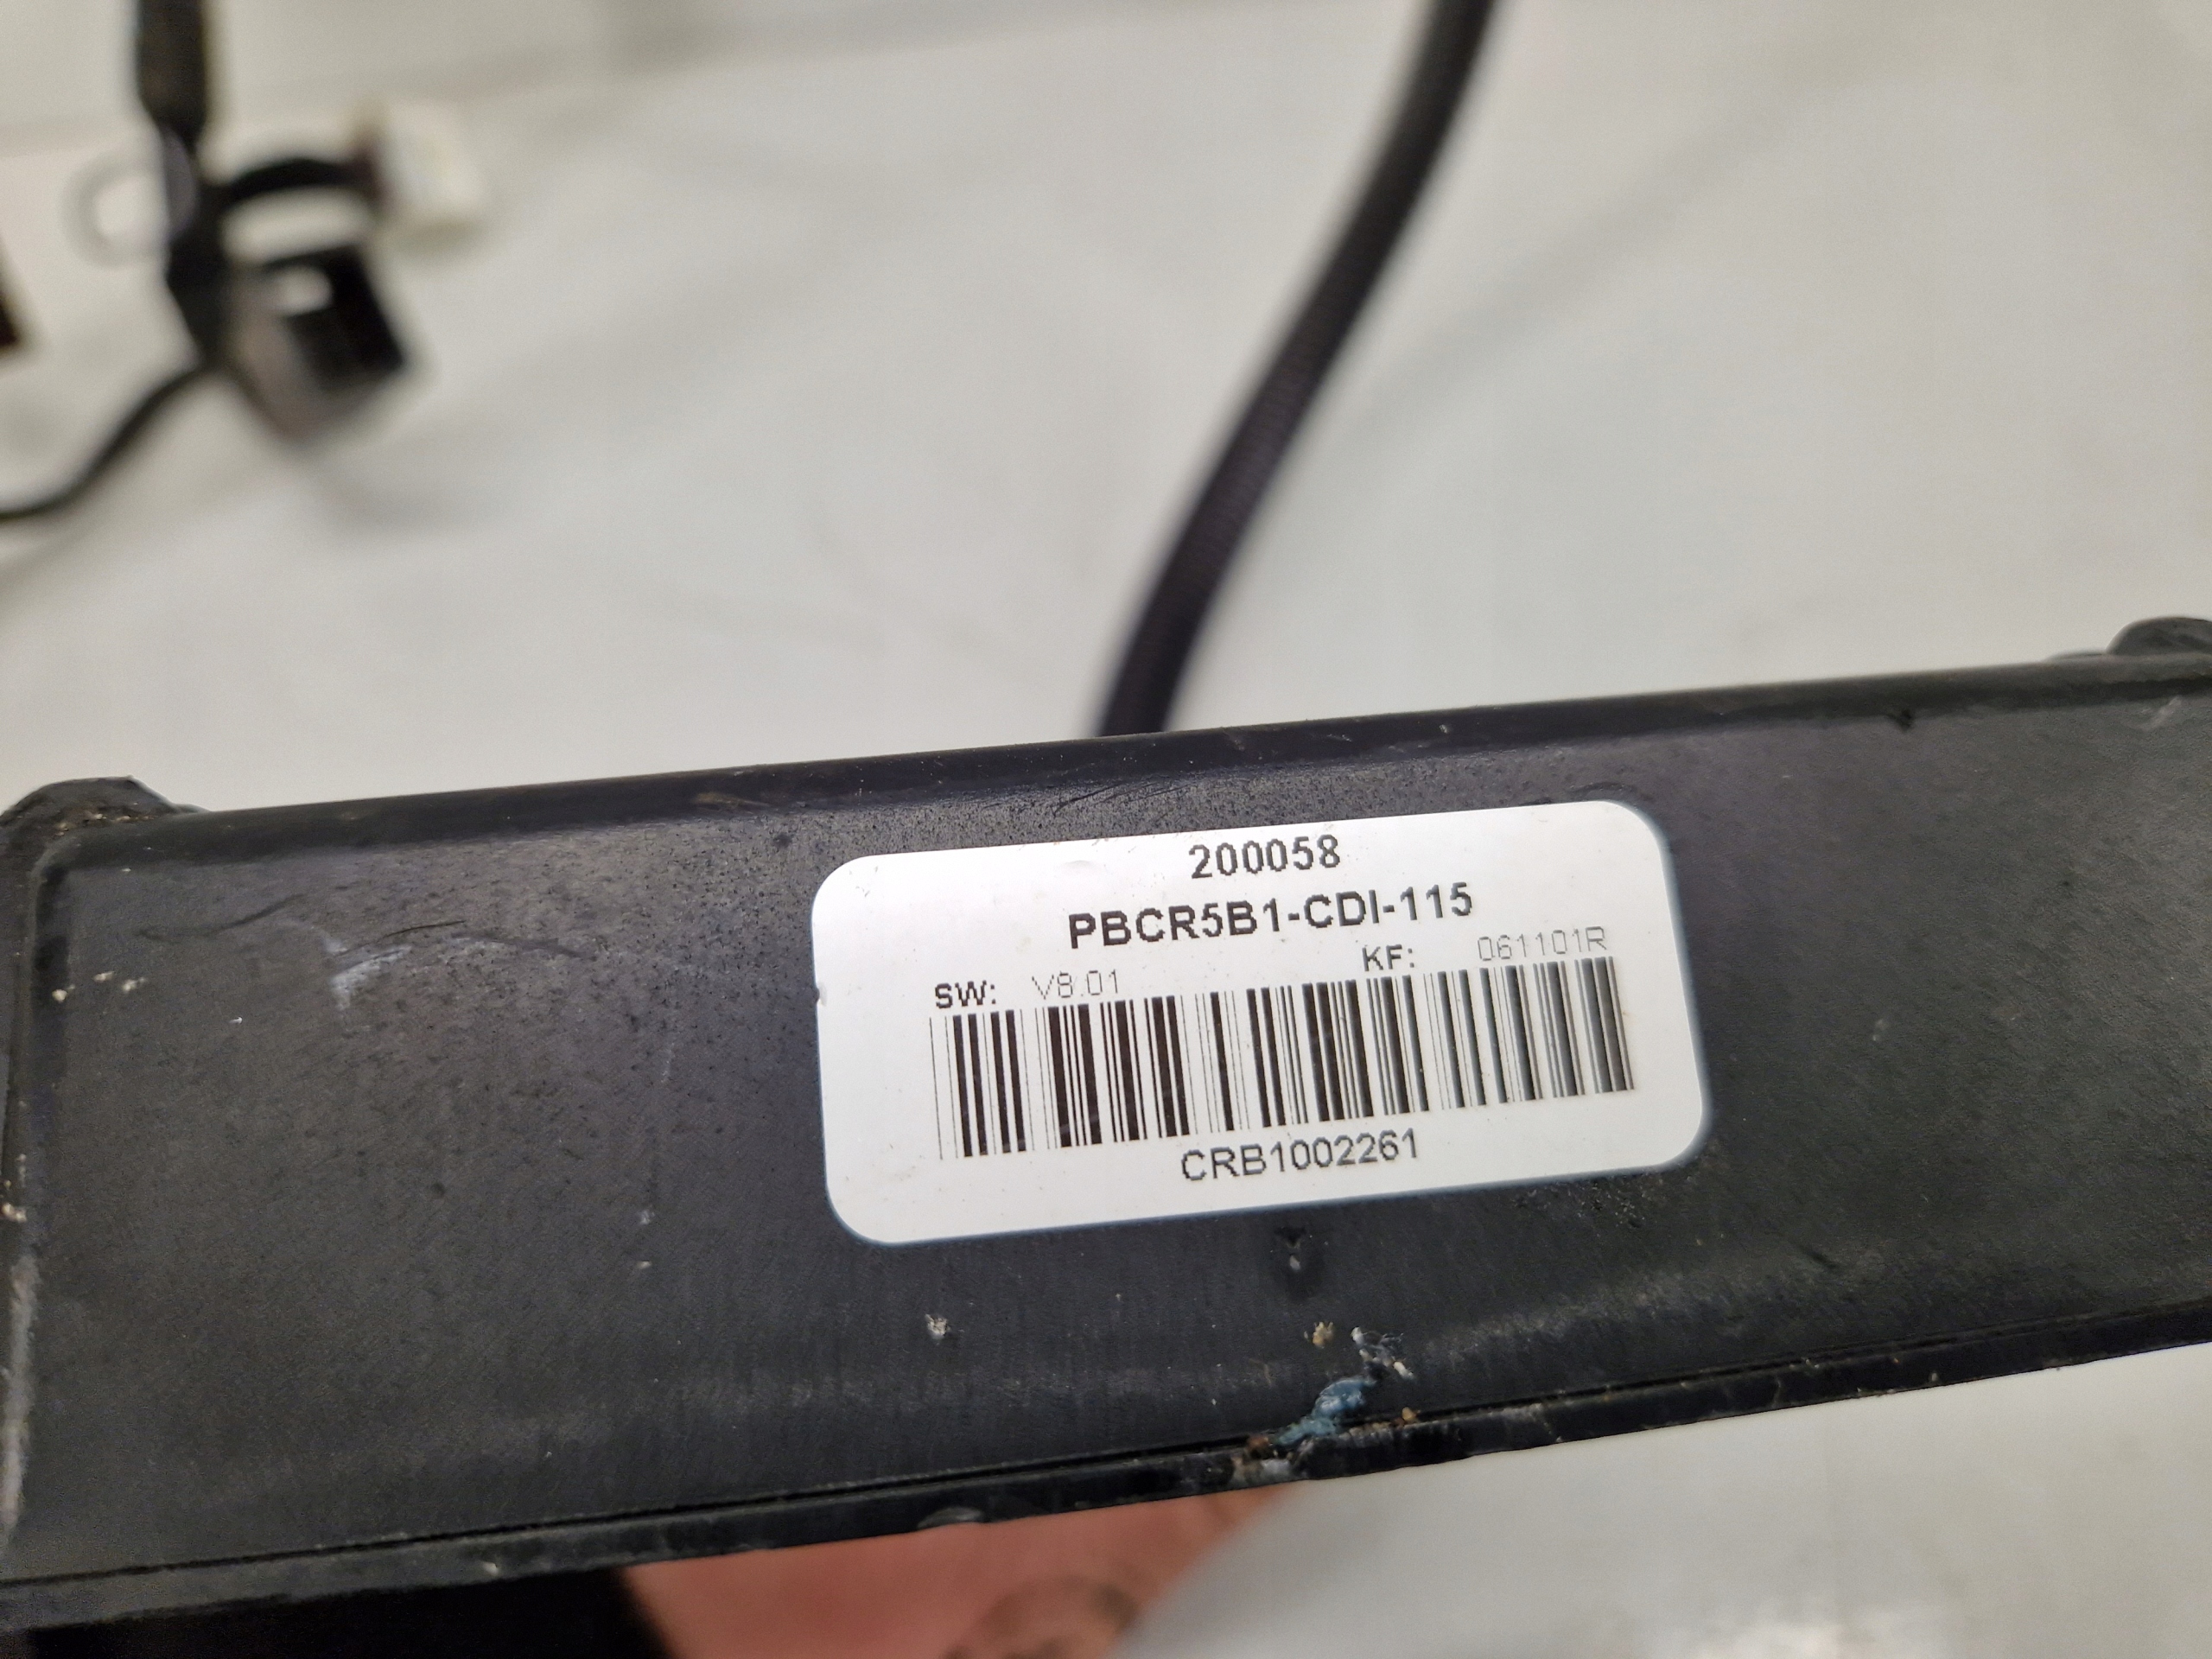 200058
PBCR5B1-CDI-115
SW: V8.01 KF: 061101R
CRB1002261